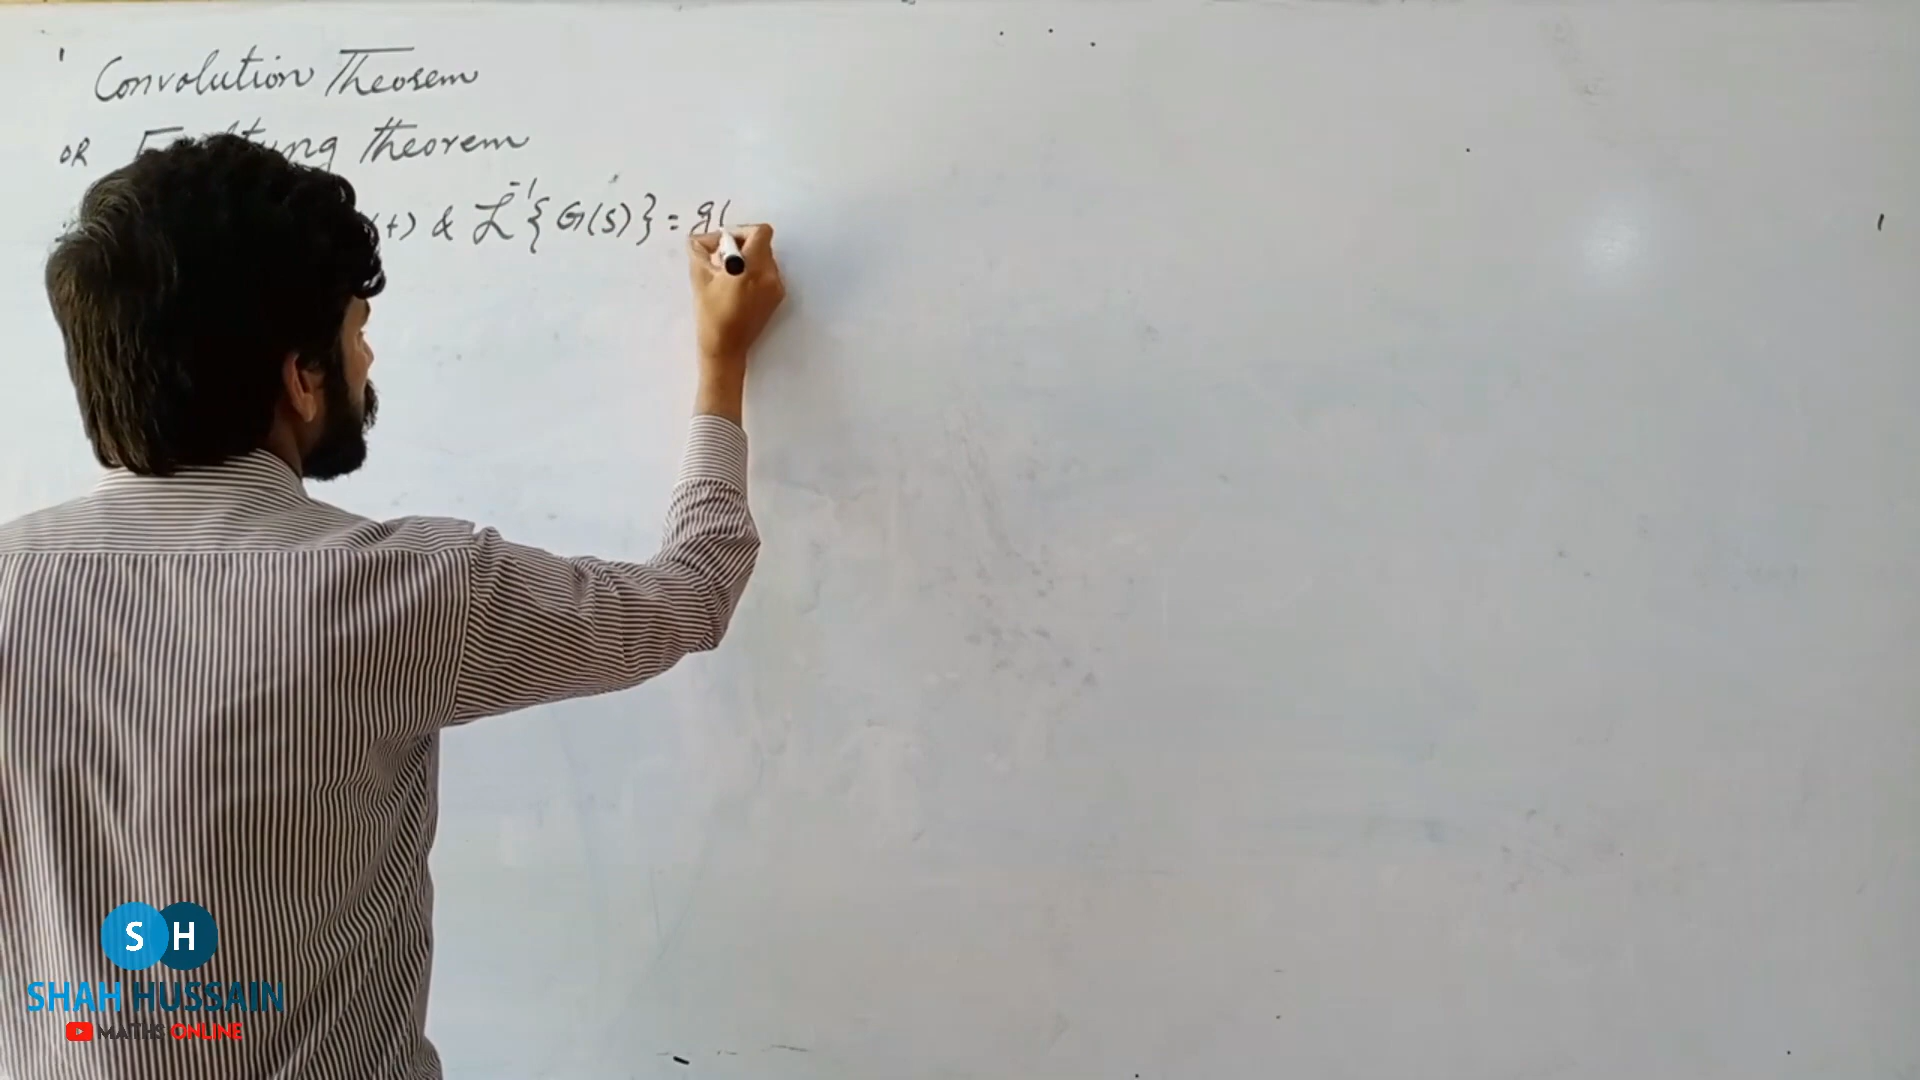 Convolution Theorem
OR theorem
(t) & ℒ⁻¹{G(s)} = g(
S H
SHAH HUSSAIN
MATHS ONLINE